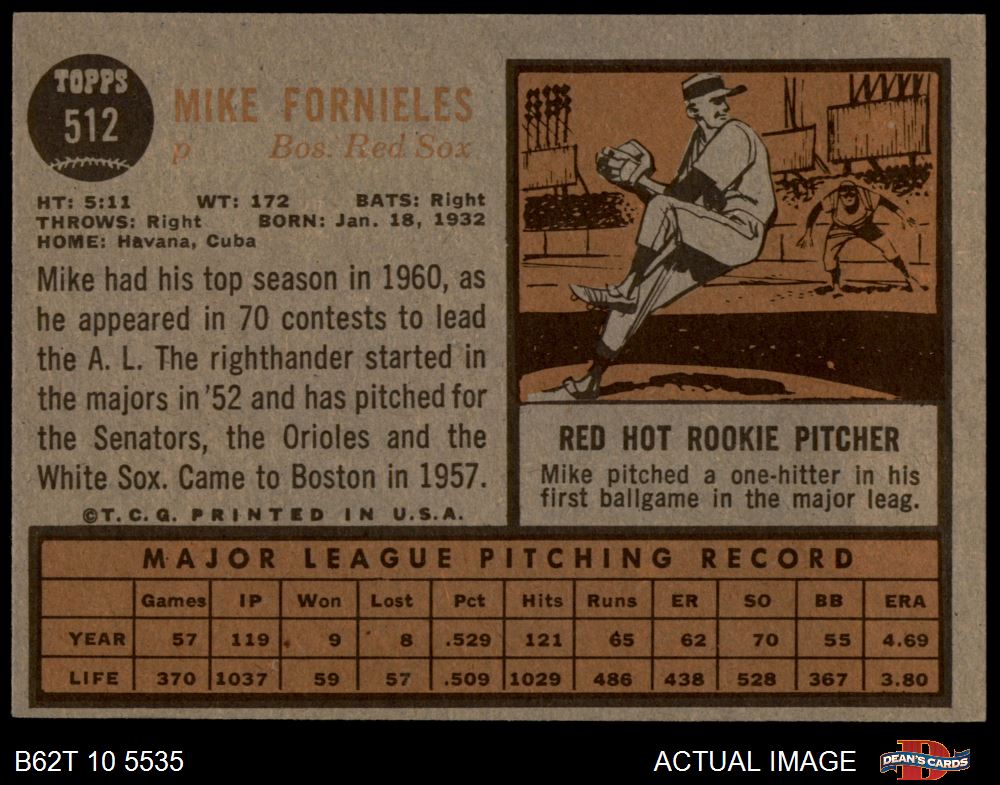 TOPPS
512
MIKE FORNIELES
p Bos. Red Sox
HT: 5:11 WT: 172 BATS: Right
THROWS: Right BORN: Jan. 18, 1932
HOME: Havana, Cuba
Mike had his top season in 1960, as
he appeared in 70 contests to lead
the A. L. The righthander started in
the majors in '52 and has pitched for
the Senators, the Orioles and the
White Sox. Came to Boston in 1957.
©T. C. G. PRINTED IN U.S.A.
RED HOT ROOKIE PITCHER
Mike pitched a one-hitter in his
first ballgame in the major leag.
MAJOR LEAGUE PITCHING RECORD
Games IP Won Lost Pct Hits Runs ER SO BB ERA
YEAR 57 119 9 8 .529 121 65 62 70 55 4.69
LIFE 370 1037 59 57 .509 1029 486 438 528 367 3.80
B62T 10 5535
ACTUAL IMAGE
D
DEAN'S CARDS